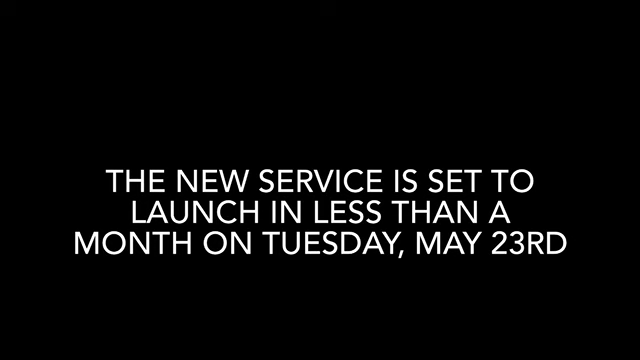 THE NEW SERVICE IS SET TO
LAUNCH IN LESS THAN A
MONTH ON TUESDAY, MAY 23RD